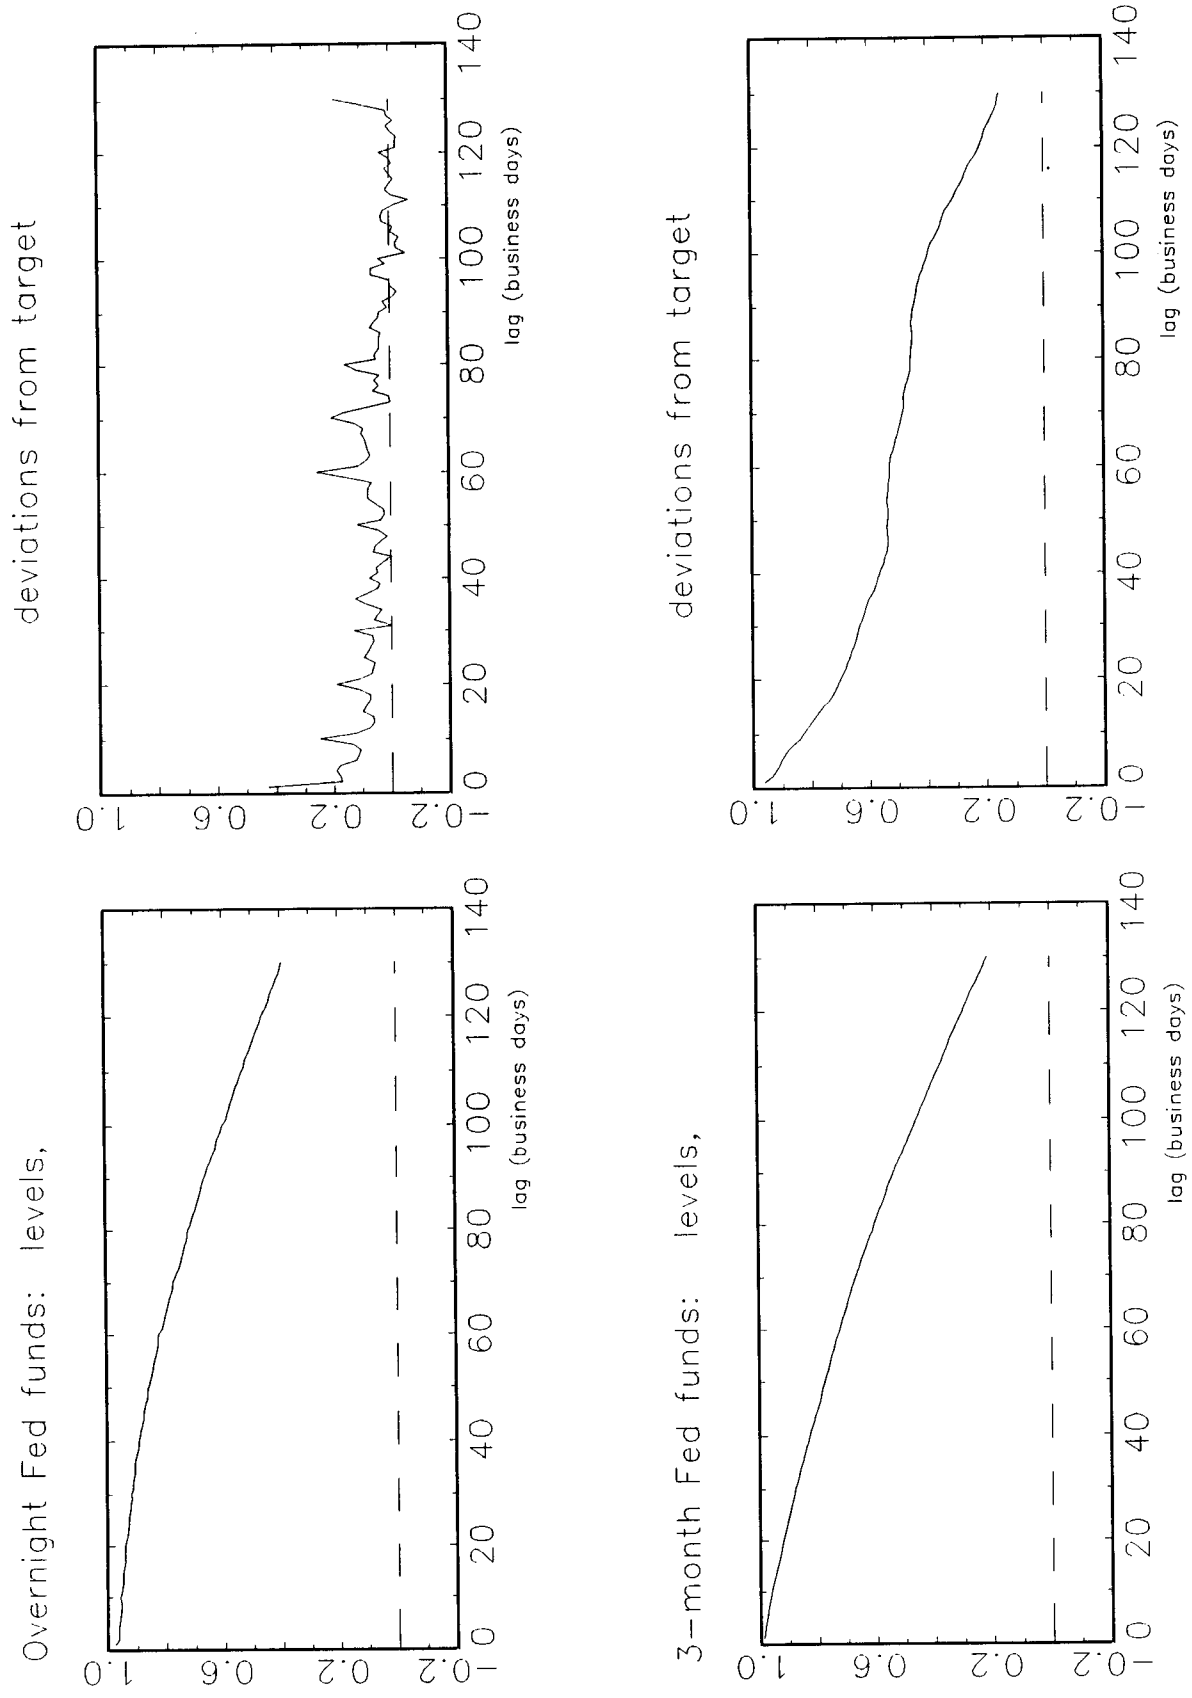 Overnight Fed funds: levels, deviations from target
1.0
0.6
0.2
-0.2
0 20 40 60 80 100 120 140
lag (business days)
1.0
0.6
0.2
-0.2
0 20 40 60 80 100 120 140
lag (business days)
3-month Fed funds: levels, deviations from target
1.0
0.6
0.2
-0.2
0 20 40 60 80 100 120 140
lag (business days)
1.0
0.6
0.2
-0.2
0 20 40 60 80 100 120 140
lag (business days)